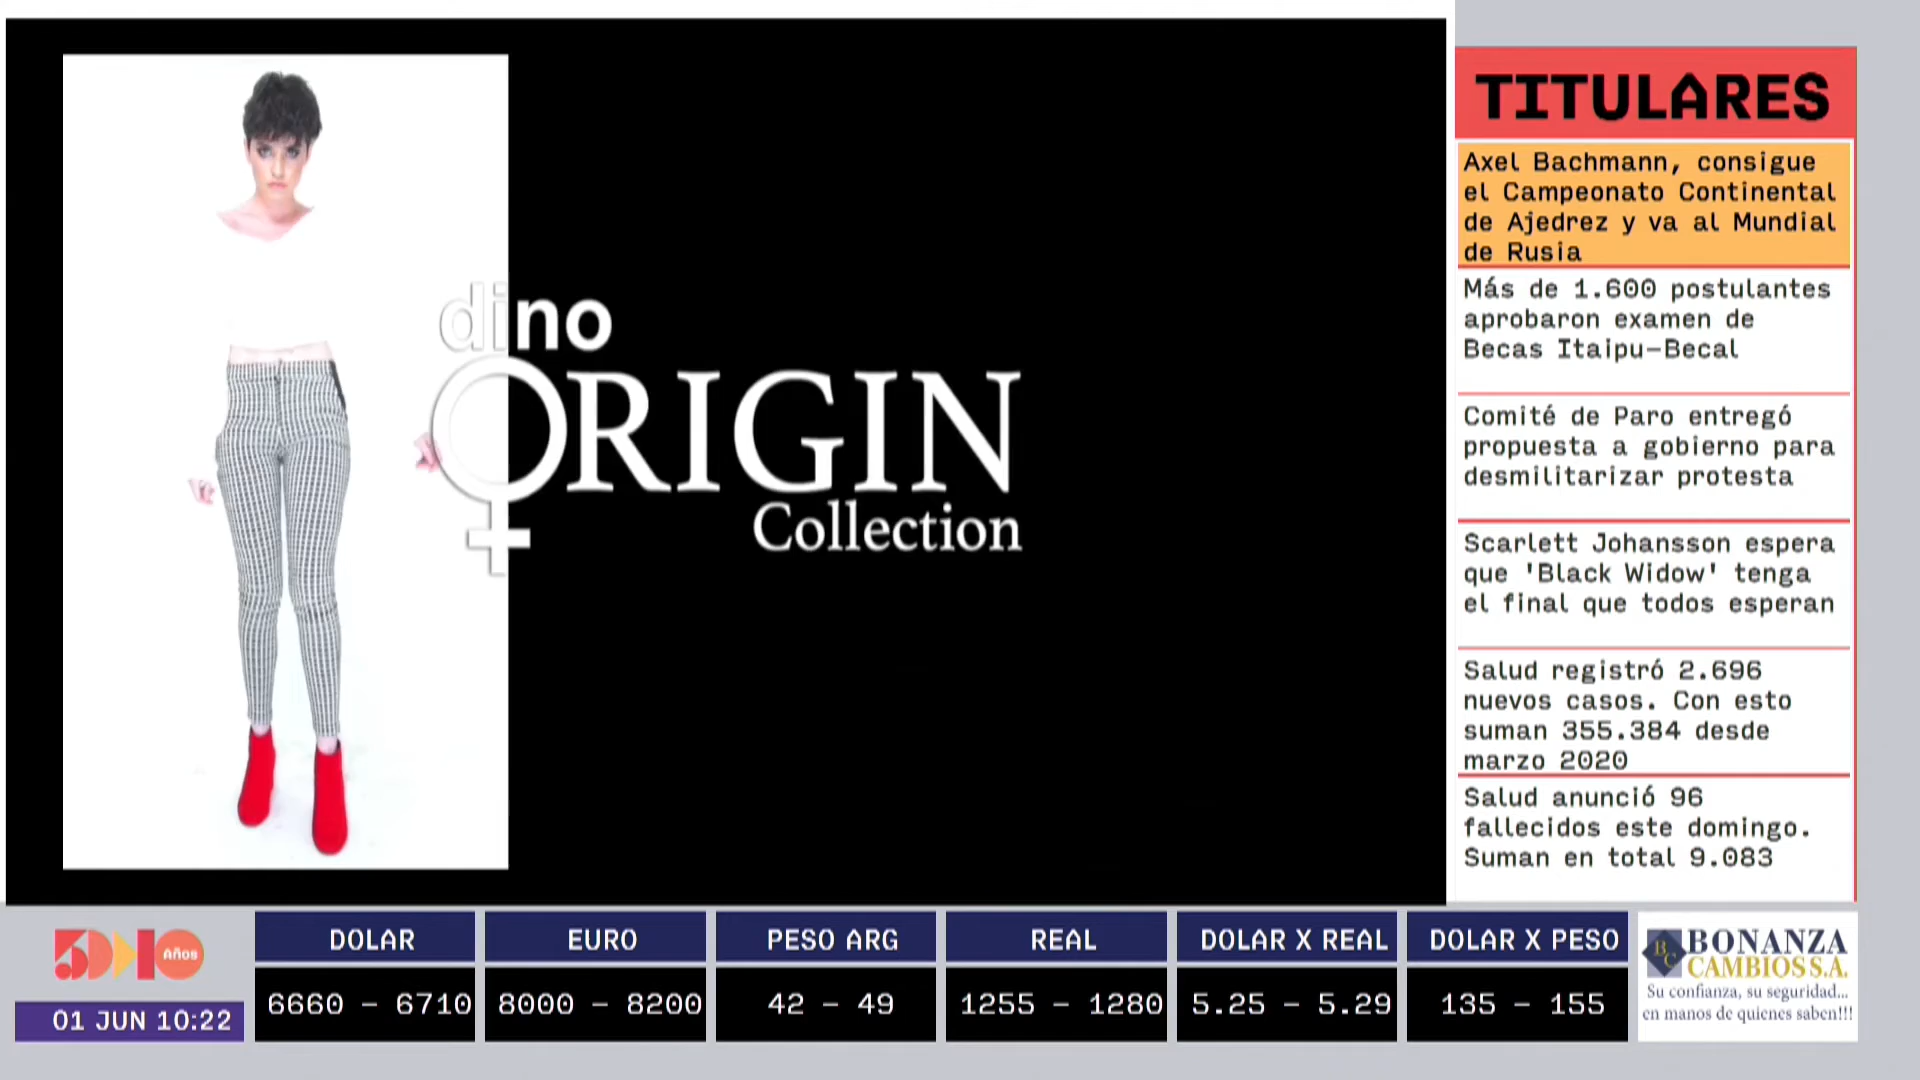 dino
ORIGIN
Collection
TITULARES
Axel Bachmann, consigue
el Campeonato Continental
de Ajedrez y va al Mundial
de Rusia
Más de 1.600 postulantes
aprobaron examen de
Becas Itaipu-Becal
Comité de Paro entregó
propuesta a gobierno para
desmilitarizar protesta
Scarlett Johansson espera
que 'Black Widow' tenga
el final que todos esperan
Salud registró 2.696
nuevos casos. Con esto
suman 355.384 desde
marzo 2020
Salud anunció 96
fallecidos este domingo.
Suman en total 9.083
Años
01 JUN 10:22
DOLAR
6660 - 6710
EURO
8000 - 8200
PESO ARG
42 - 49
REAL
1255 - 1280
DOLAR X REAL
5.25 - 5.29
DOLAR X PESO
135 - 155
BC
BONANZA
CAMBIOS S.A.
Su confianza, su seguridad...
en manos de quienes saben!!!